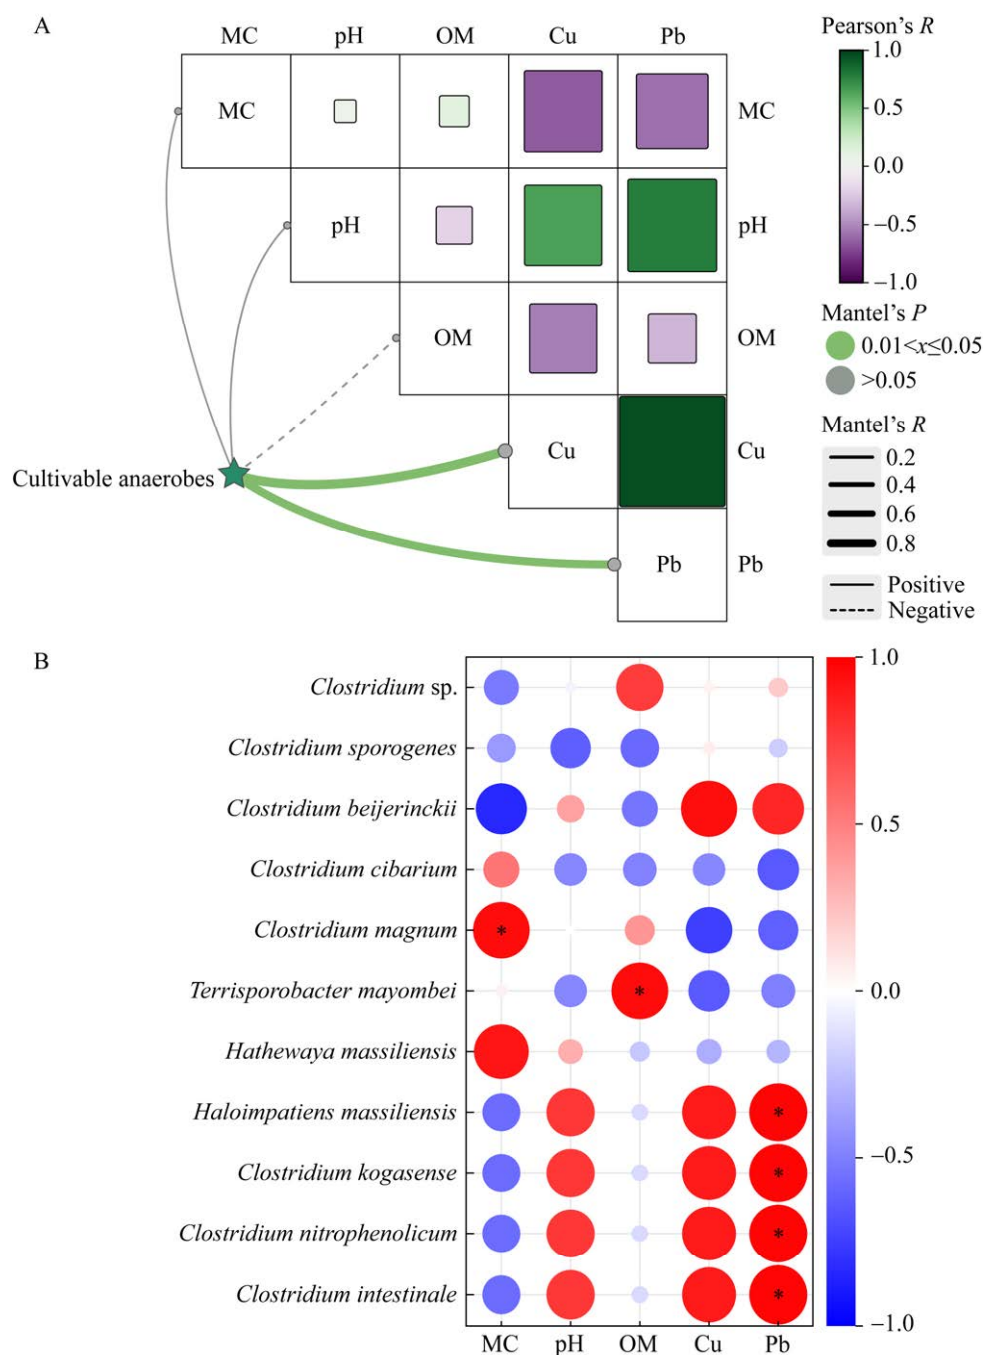 A
MC pH OM Cu Pb
MC
MC
pH
pH
OM
OM
Cu
Cu
Pb
Pb
Cultivable anaerobes
Pearson's R
1.0
0.5
0.0
−0.5
−1.0
Mantel's P
0.01<x≤0.05
>0.05
Mantel's R
0.2
0.4
0.6
0.8
Positive
Negative
B
Clostridium sp.
Clostridium sporogenes
Clostridium beijerinckii
Clostridium cibarium
Clostridium magnum
*
Terrisporobacter mayombei
*
Hathewaya massiliensis
Haloimpatiens massiliensis
*
Clostridium kogasense
*
Clostridium nitrophenolicum
*
Clostridium intestinale
*
MC pH OM Cu Pb
1.0
0.5
0.0
−0.5
−1.0